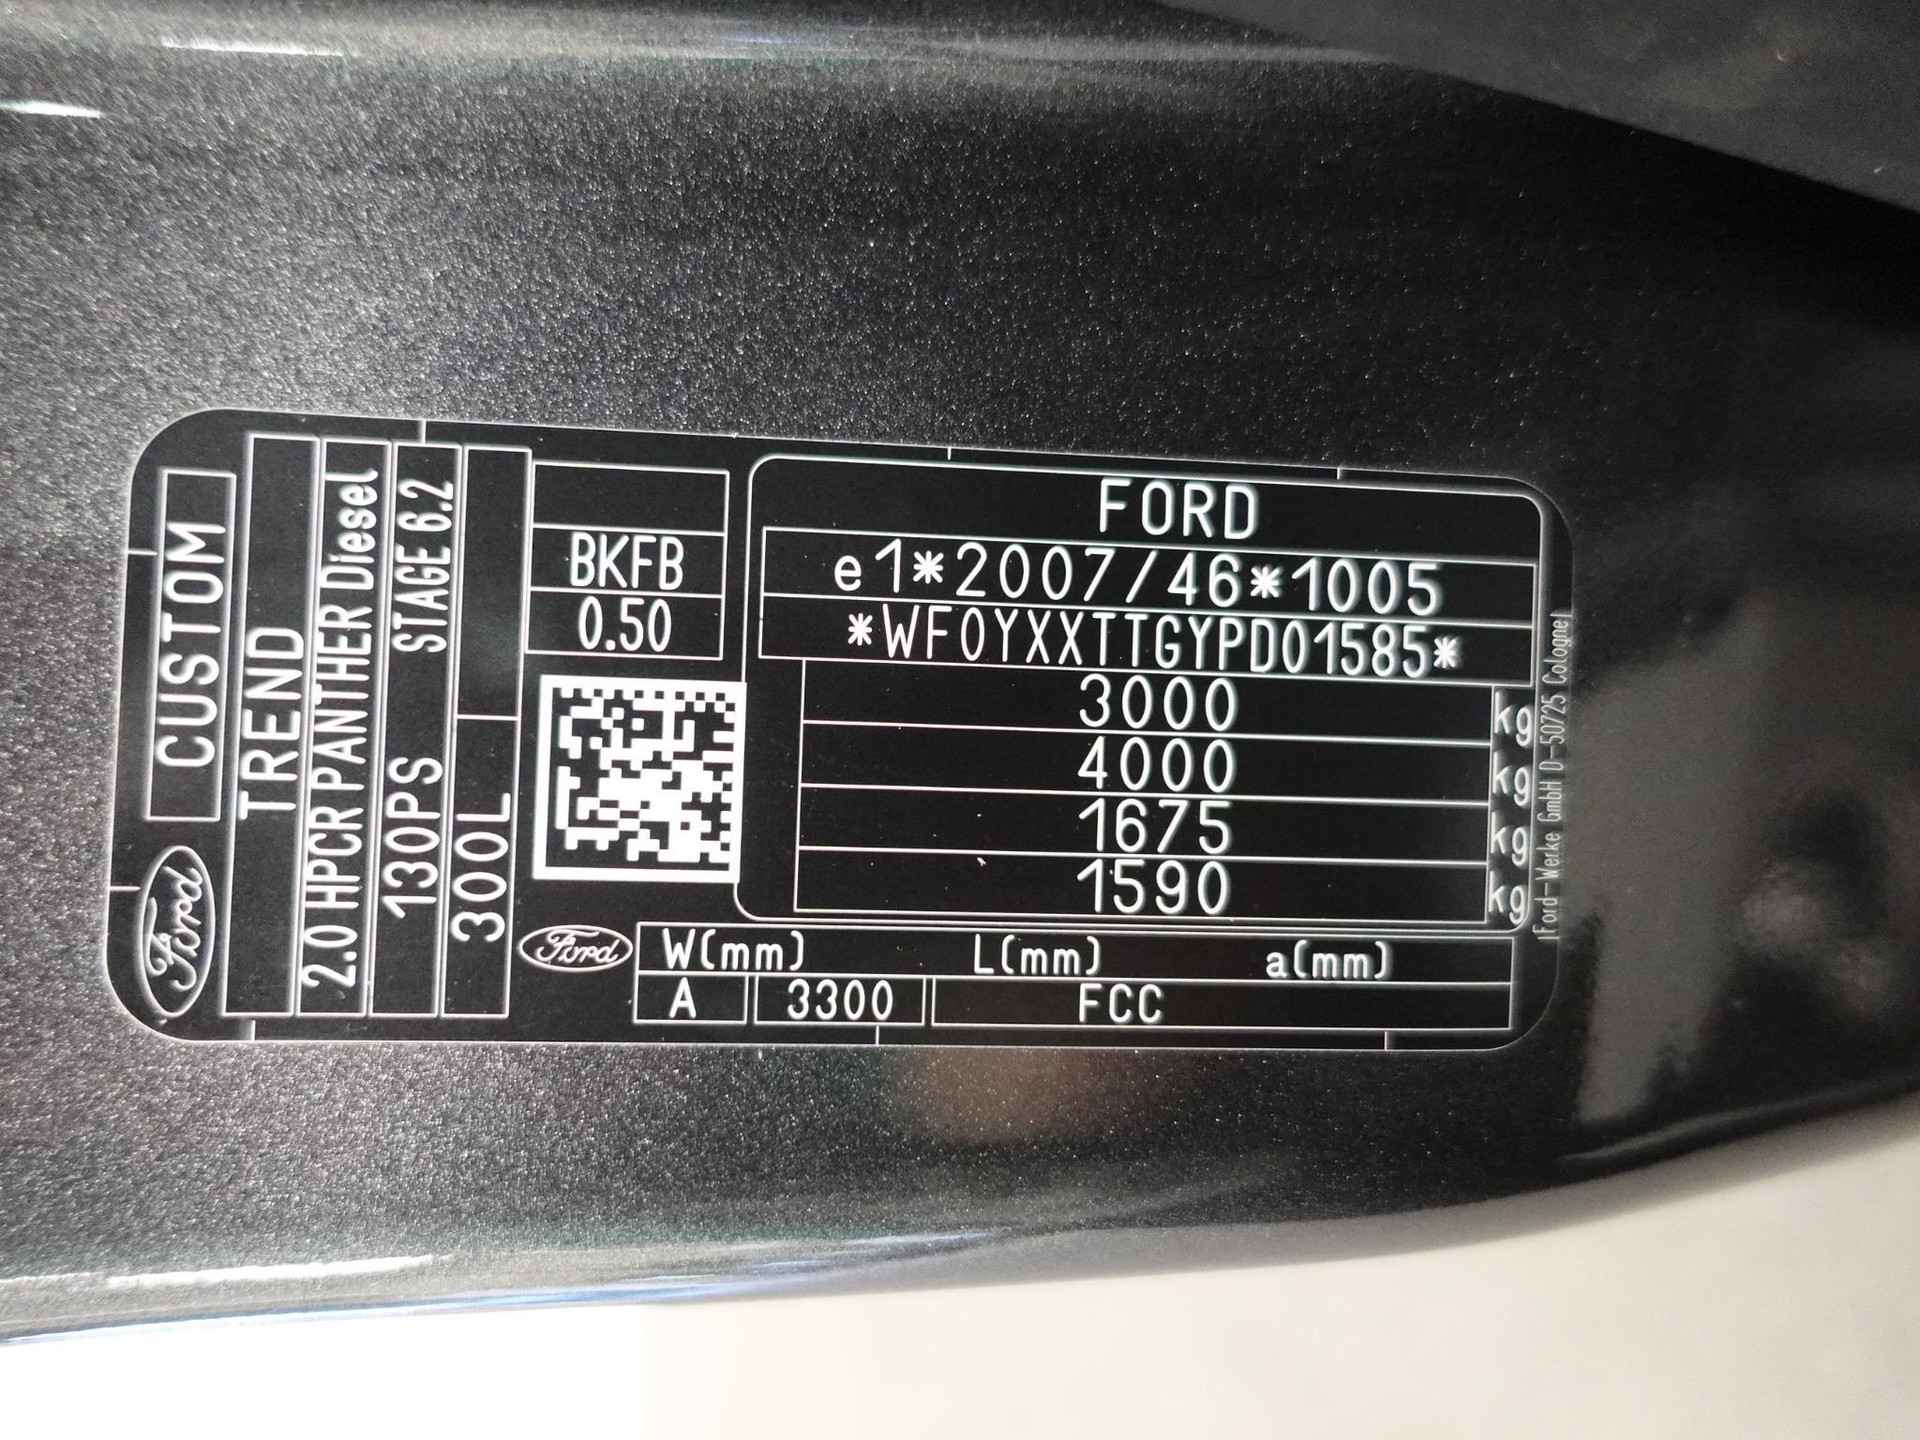 Ford
CUSTOM
TREND
2.0 HPCR PANTHER Diesel
130PS STAGE 6.2
300L
BKFB
0.50
FORD
e1*2007/46*1005
*WF0YXXTTGYPD01585*
3000 kg
4000 kg
1675 kg
1590 kg
Ford
W(mm) L(mm) a(mm)
A 3300 FCC
Ford-Werke GmbH D-50725 Cologne